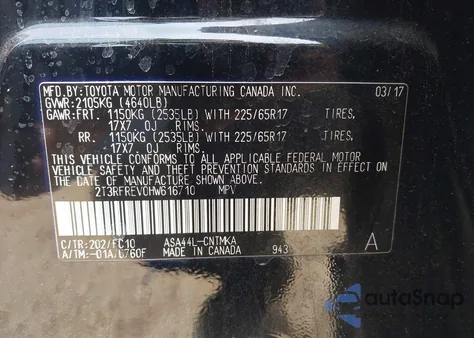 MFD.BY:TOYOTA MOTOR MANUFACTURING CANADA INC. 03/17
GVWR:2105KG (4640LB)
GAWR:FRT. 1150KG (2535LB) WITH 225/65R17 TIRES,
17X7.0J RIMS.
RR. 1150KG (2535LB) WITH 225/65R17 TIRES,
17X7.0J RIMS.
THIS VEHICLE CONFORMS TO ALL APPLICABLE FEDERAL MOTOR
VEHICLE SAFETY AND THEFT PREVENTION STANDARDS IN EFFECT ON
THE DATE OF MANUFACTURE SHOWN ABOVE.
2T3RFREV0HW616710 MPV
C/TR:202/FC10 ASA44L-CNTMKA A
A/TM:-01A/ MADE IN CANADA 943
autoSnap